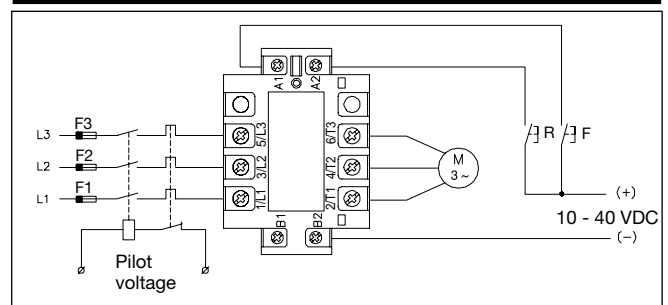 A1 A2
F3
L3
5/L3 6/T3
R F
F2
L2
3/L2 4/T2
M
3~
F1
L1
1/L1 2/T1
(+)
10 - 40 VDC
(-)
B1 B2
Pilot
voltage